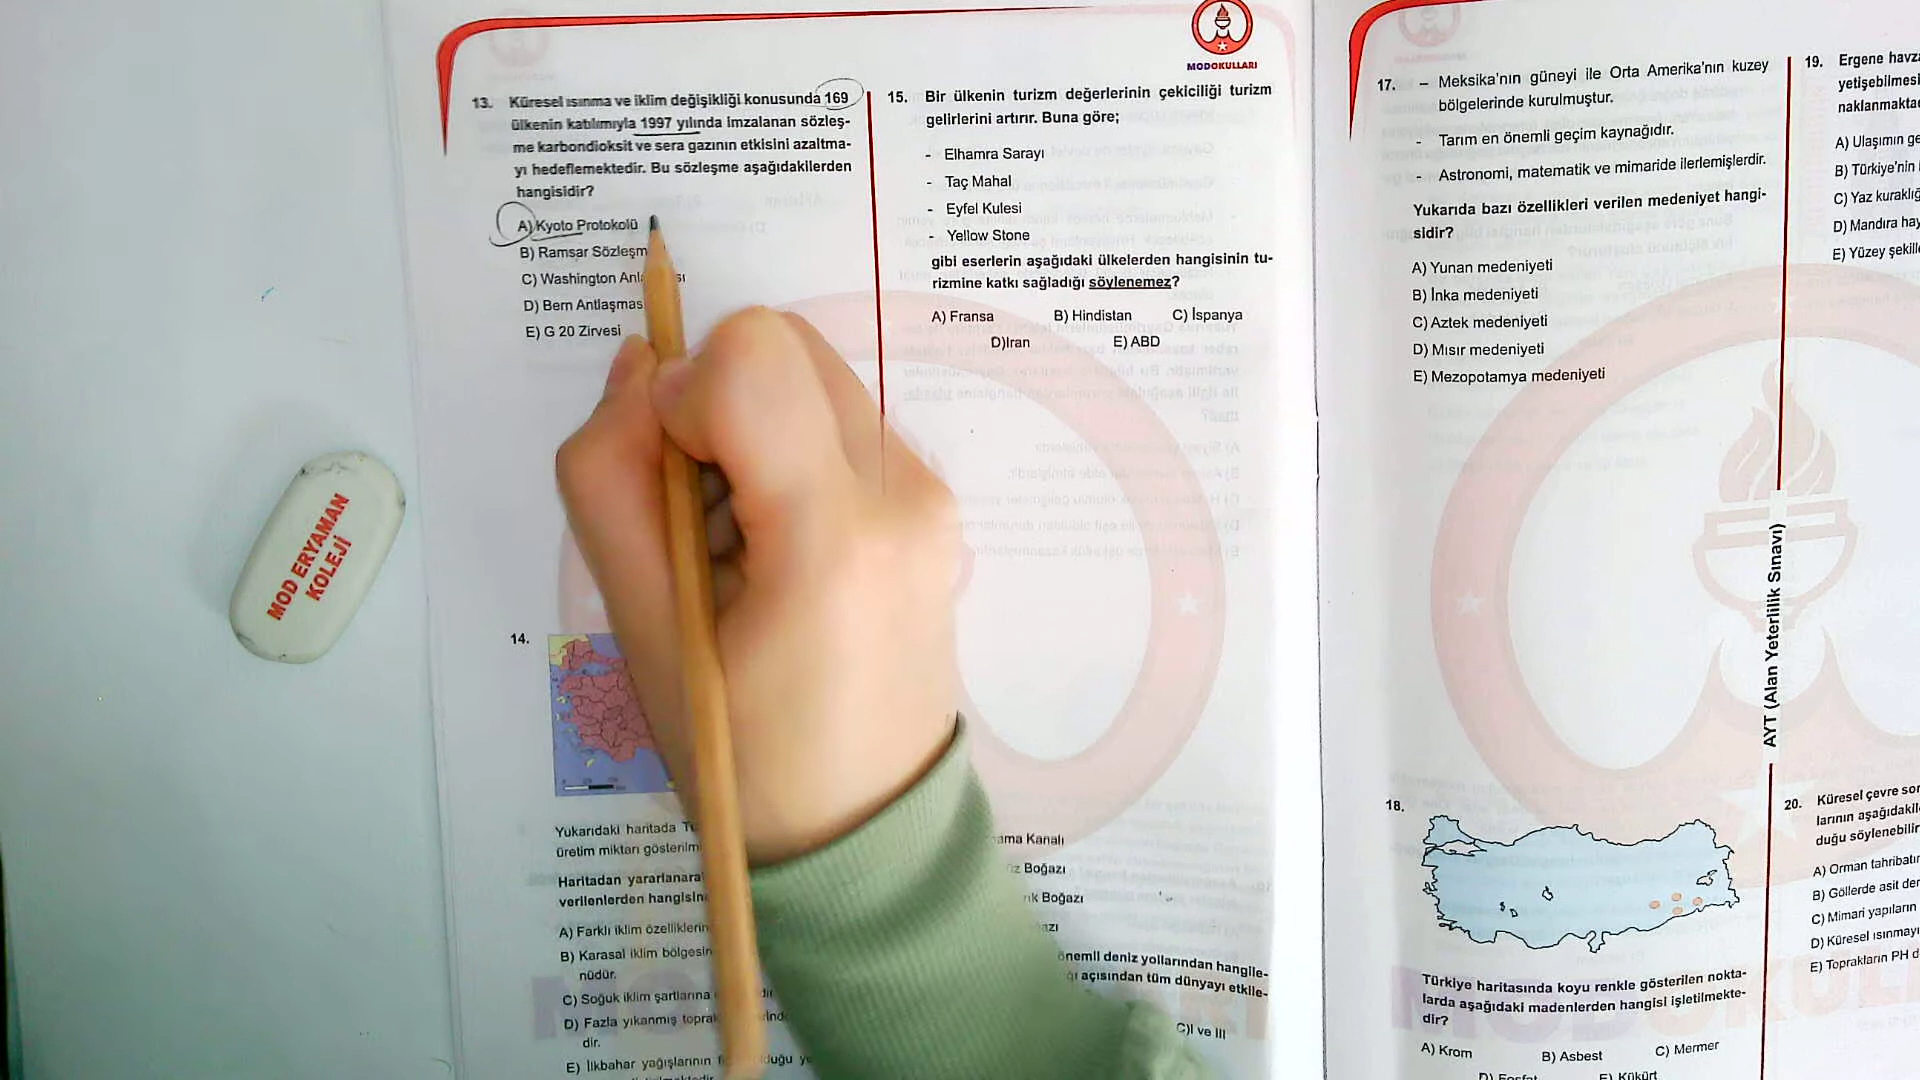 MODOKULLARI
13. Küresel ısınma ve iklim değişikliği konusunda 169
ülkenin katılımıyla 1997 yılında imzalanan sözleş-
me karbondioksit ve sera gazının etkisini azaltma-
yı hedeflemektedir. Bu sözleşme aşağıdakilerden
hangisidir?
A) Kyoto Protokolü
B) Ramsar Sözleşm
C) Washington Anl
D) Bern Antlaşmas
E) G 20 Zirvesi
14.
Yukarıdaki haritada T
üretim miktarı gösterilm
Haritadan yararlanara
verilenlerden hangisin
A) Farklı iklim özelliklerin
B) Karasal iklim bölgesin
nüdür.
C) Soğuk iklim şartlarına
D) Fazla yıkanmış toprak
dir.
E) İlkbahar yağışlarının
15. Bir ülkenin turizm değerlerinin çekiciliği turizm
gelirlerini artırır. Buna göre;
- Elhamra Sarayı
- Taç Mahal
- Eyfel Kulesi
- Yellow Stone
gibi eserlerin aşağıdaki ülkelerden hangisinin tu-
rizmine katkı sağladığı söylenemez?
A) Fransa B) Hindistan C) İspanya
D)Iran E) ABD
ama Kanalı
Boğazı
Boğazı
önemli deniz yollarından hangile-
açısından tüm dünyayı etkile-
C)I ve III
17. – Meksika'nın güneyi ile Orta Amerika'nın kuzey
bölgelerinde kurulmuştur.
- Tarım en önemli geçim kaynağıdır.
- Astronomi, matematik ve mimaride ilerlemişlerdir.
Yukarıda bazı özellikleri verilen medeniyet hangi-
sidir?
A) Yunan medeniyeti
B) İnka medeniyeti
C) Aztek medeniyeti
D) Mısır medeniyeti
E) Mezopotamya medeniyeti
18.
Türkiye haritasında koyu renkle gösterilen nokta-
larda aşağıdaki madenlerden hangisi işletilmekte-
dir?
A) Krom B) Asbest C) Mermer
D) Fosfat E) Kükürt
AYT (Alan Yeterlilik Sınavı)
19. Ergene havz
yetişebilmesi
naklanmakta
A) Ulaşımın ge
B) Türkiye'nin
C) Yaz kuraklığ
D) Mandıra hay
E) Yüzey şekill
20. Küresel çevre sor
larının aşağıdakil
duğu söylenebilir
A) Orman tahribatır
B) Göllerde asit der
C) Mimari yapıların
D) Küresel ısınmayı
E) Toprakların PH d
MOD ERYAMAN
KOLEJİ